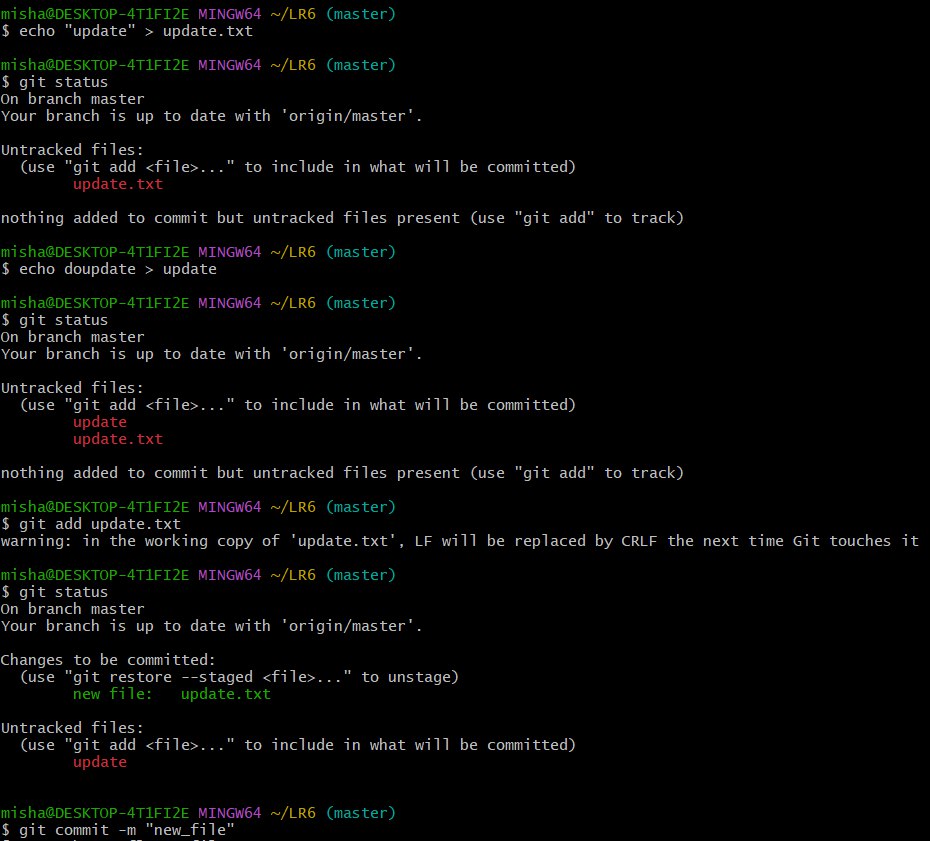 misha@DESKTOP-4T1FI2E MINGW64 ~/LR6 (master)
$ echo "update" > update.txt

misha@DESKTOP-4T1FI2E MINGW64 ~/LR6 (master)
$ git status
On branch master
Your branch is up to date with 'origin/master'.

Untracked files:
  (use "git add <file>..." to include in what will be committed)
        update.txt

nothing added to commit but untracked files present (use "git add" to track)

misha@DESKTOP-4T1FI2E MINGW64 ~/LR6 (master)
$ echo doupdate > update

misha@DESKTOP-4T1FI2E MINGW64 ~/LR6 (master)
$ git status
On branch master
Your branch is up to date with 'origin/master'.

Untracked files:
  (use "git add <file>..." to include in what will be committed)
        update
        update.txt

nothing added to commit but untracked files present (use "git add" to track)

misha@DESKTOP-4T1FI2E MINGW64 ~/LR6 (master)
$ git add update.txt
warning: in the working copy of 'update.txt', LF will be replaced by CRLF the next time Git touches it

misha@DESKTOP-4T1FI2E MINGW64 ~/LR6 (master)
$ git status
On branch master
Your branch is up to date with 'origin/master'.

Changes to be committed:
  (use "git restore --staged <file>..." to unstage)
        new file:   update.txt

Untracked files:
  (use "git add <file>..." to include in what will be committed)
        update

misha@DESKTOP-4T1FI2E MINGW64 ~/LR6 (master)
$ git commit -m "new_file"